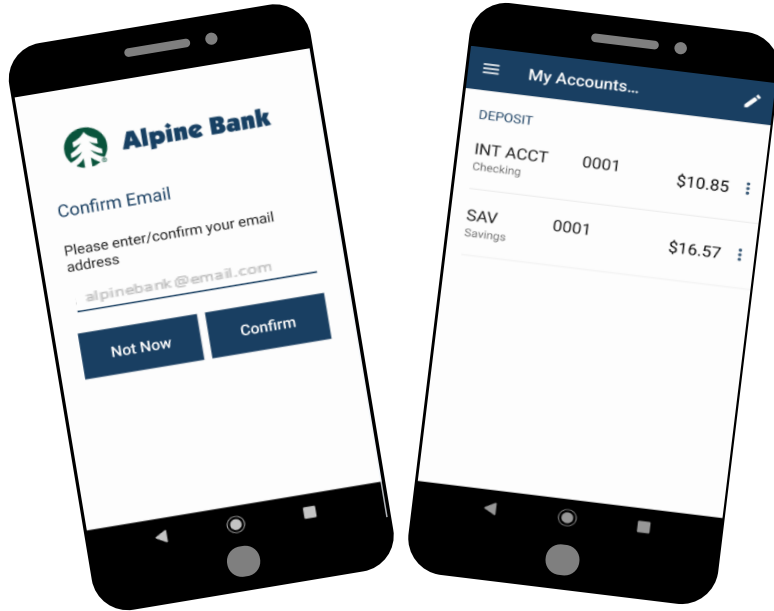 Alpine Bank
Confirm Email
Please enter/confirm your email
address
alpinebank@email.com
Not Now
Confirm
My Accounts...
DEPOSIT
INT ACCT 0001 $10.85
Checking
SAV 0001 $16.57
Savings